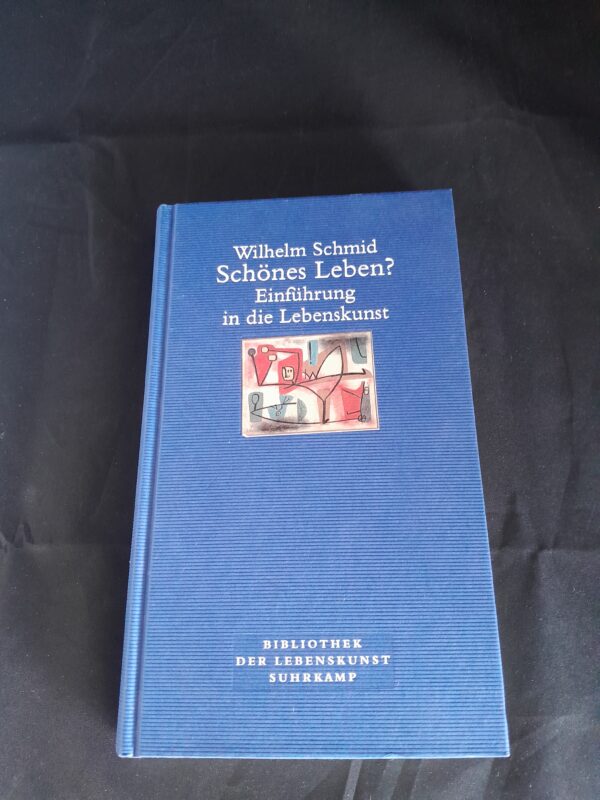 Wilhelm Schmid
Schönes Leben?
Einführung
in die Lebenskunst
BIBLIOTHEK
DER LEBENSKUNST
SUHRKAMP